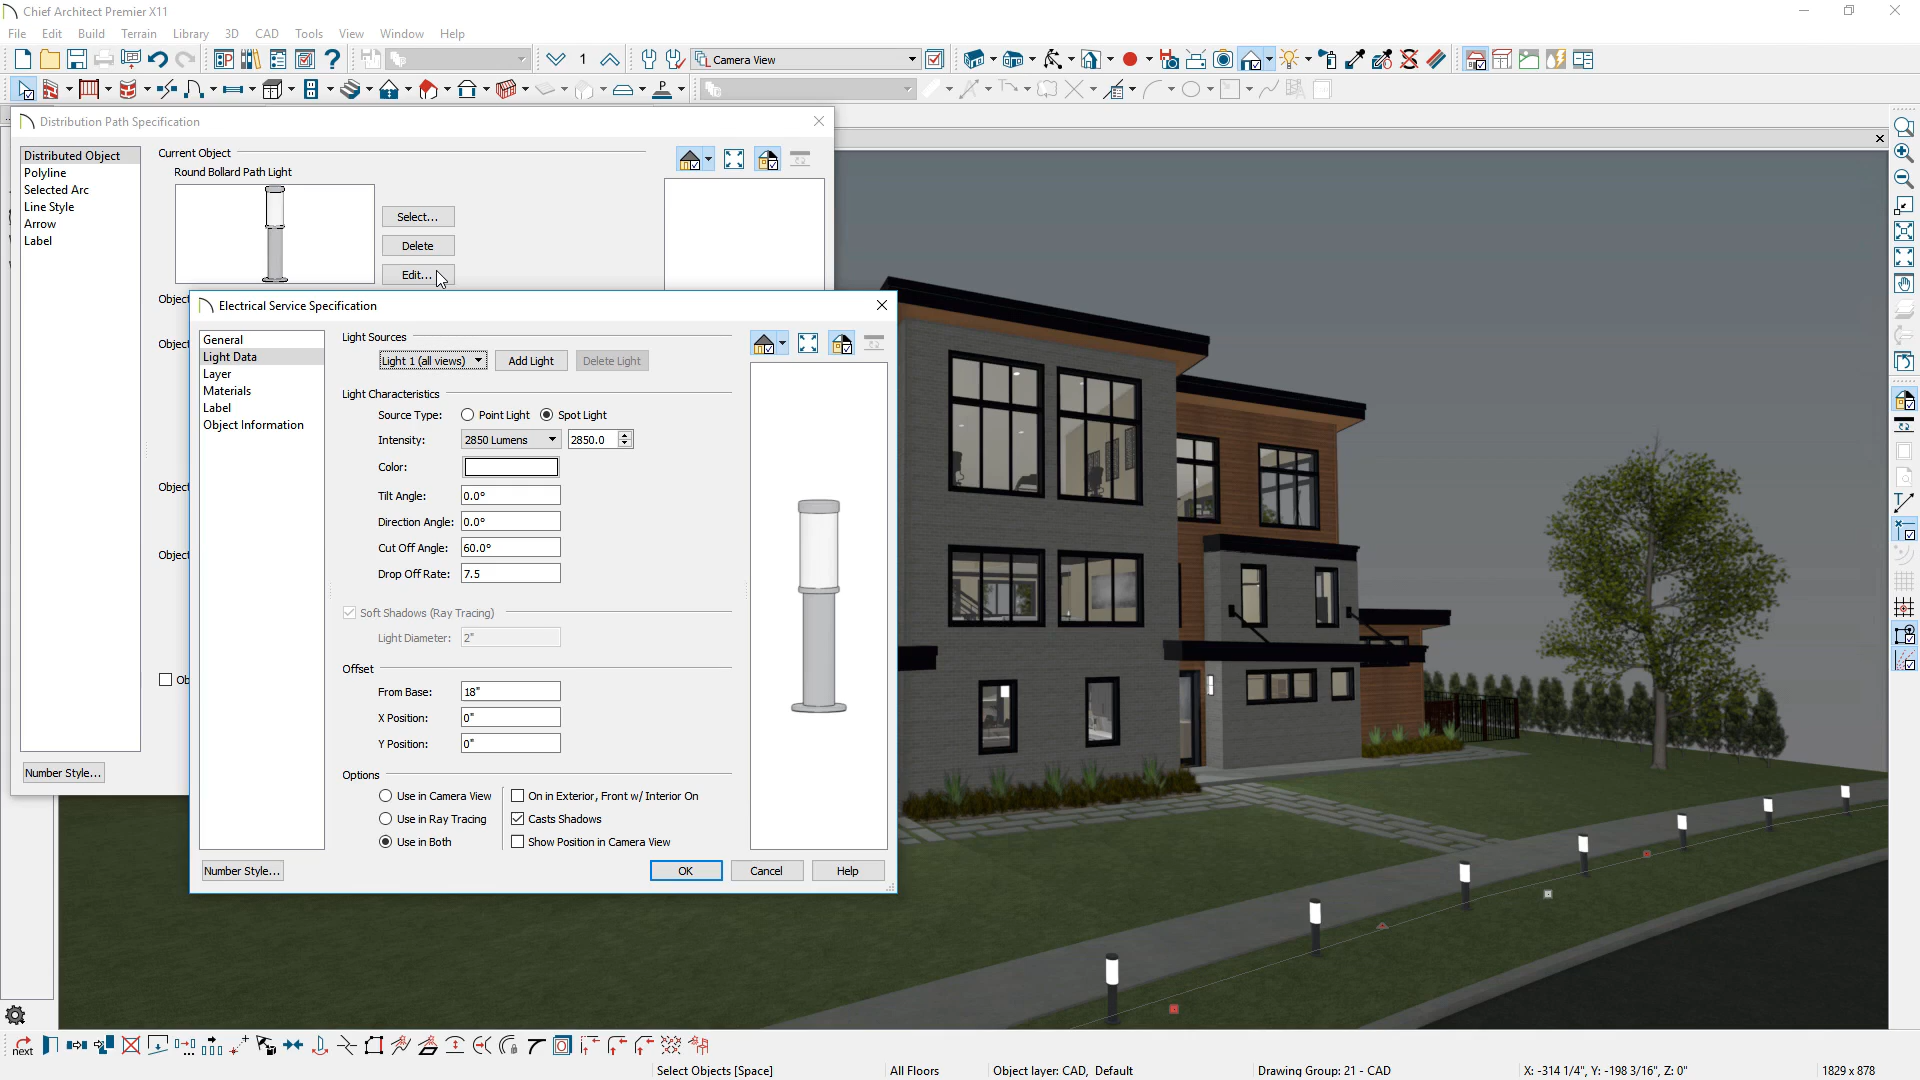 Chief Architect Premier X11
File Edit Build Terrain Library 3D CAD Tools View Window Help
1 Camera View
Distribution Path Specification
Distributed Object
Polyline
Selected Arc
Line Style
Arrow
Label
Current Object
Round Bollard Path Light
Select...
Delete
Edit...
Number Style...
Electrical Service Specification
General
Light Data
Layer
Materials
Label
Object Information
Light Sources
Light 1 (all views) Add Light Delete Light
Light Characteristics
Source Type: Point Light Spot Light
Intensity: 2850 Lumens 2850.0
Color:
Tilt Angle: 0.0°
Direction Angle: 0.0°
Cut Off Angle: 60.0°
Drop Off Rate: 7.5
Soft Shadows (Ray Tracing)
Light Diameter: 2"
Offset
From Base: 18"
X Position: 0"
Y Position: 0"
Options
Use in Camera View On in Exterior, Front w/ Interior On
Use in Ray Tracing Casts Shadows
Use in Both Show Position in Camera View
Number Style... OK Cancel Help
next
Select Objects [Space] All Floors Object layer: CAD, Default Drawing Group: 21 - CAD X: -314 1/4", Y: -198 3/16", Z: 0" 1829 x 878